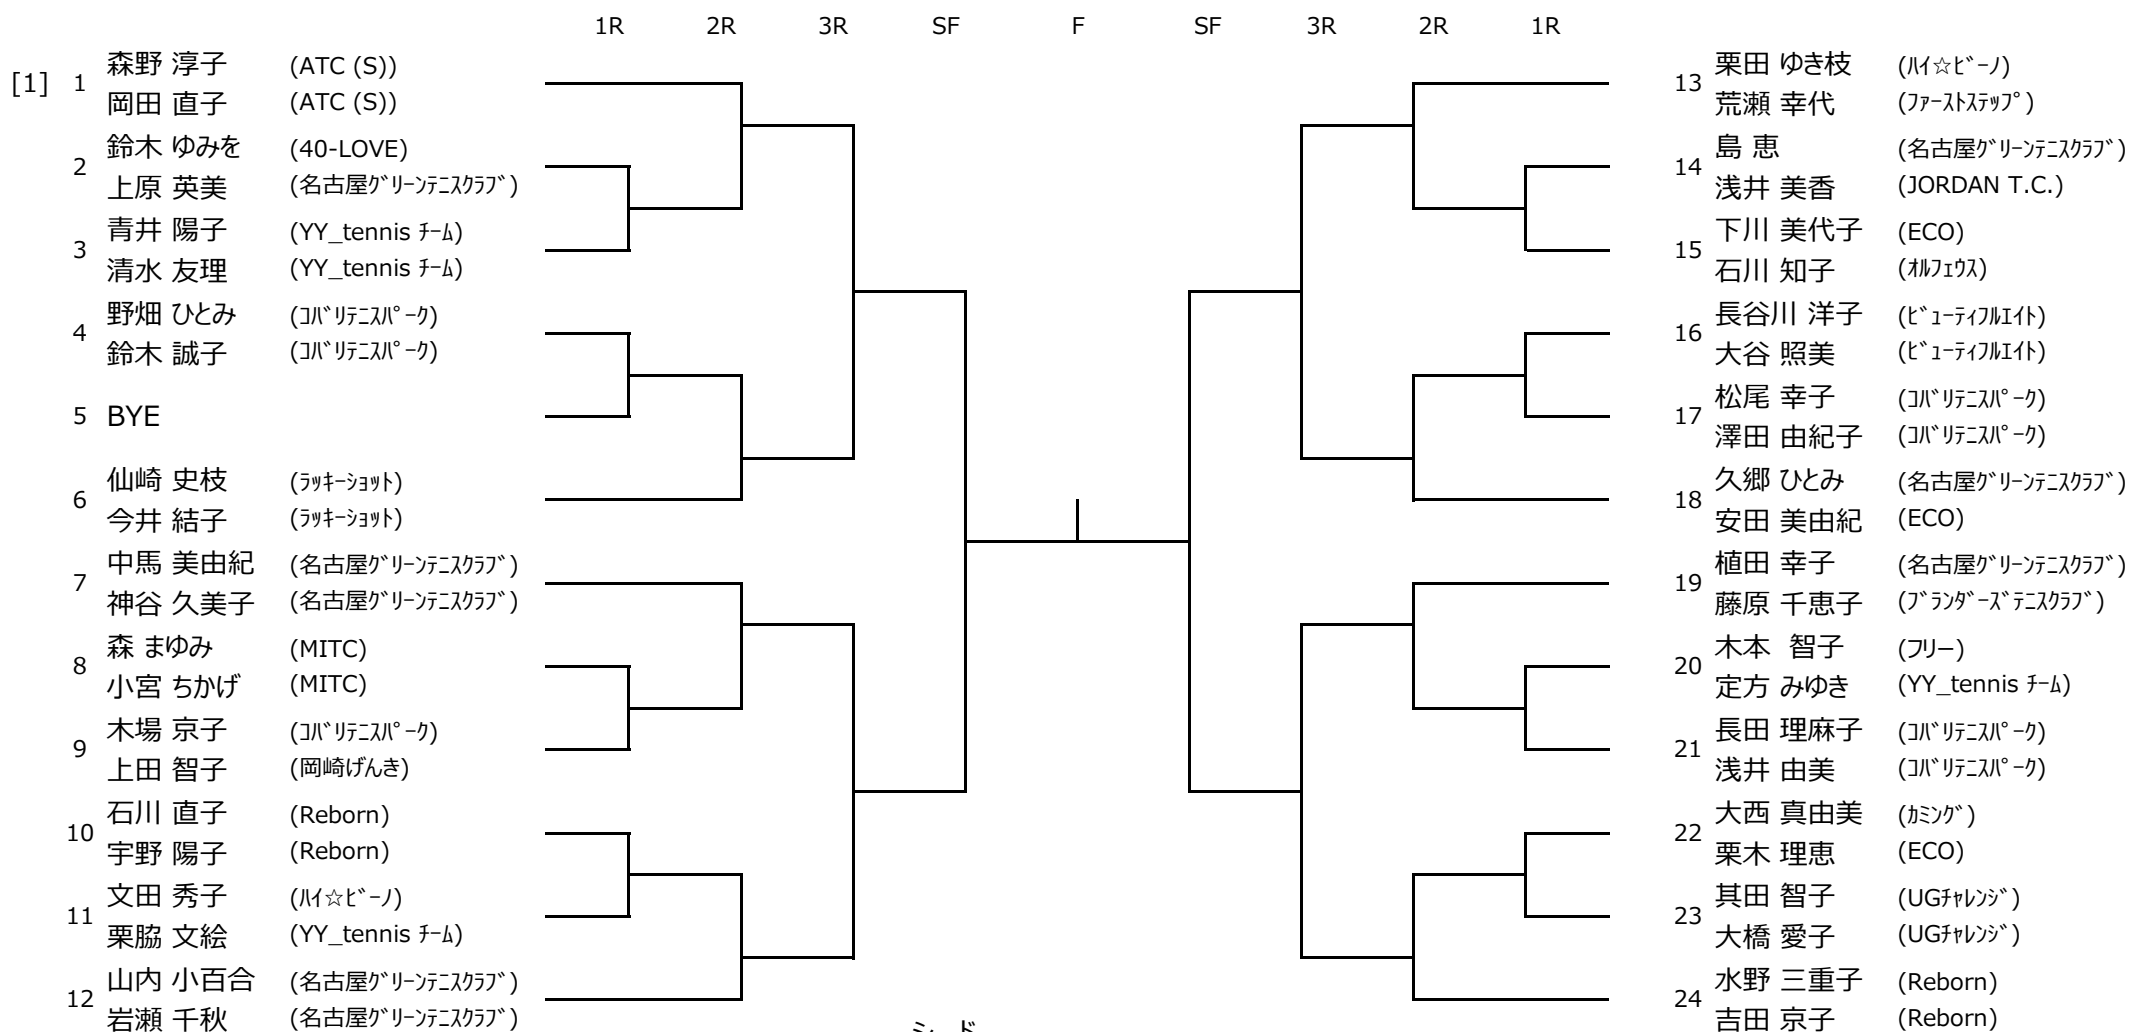 1R 2R 3R SF F SF 3R 2R 1R
森野 淳子 (ATC (S))
[1] 1
岡田 直子 (ATC (S))
鈴木 ゆみを (40-LOVE)
2
上原 英美 (名古屋ｸﾞﾘｰﾝﾃﾆｽｸﾗﾌﾞ)
青井 陽子 (YY_tennis ﾁｰﾑ)
3
清水 友理 (YY_tennis ﾁｰﾑ)
野畑 ひとみ (ｺﾊﾞﾘﾃﾆｽﾊﾟｰｸ)
4
鈴木 誠子 (ｺﾊﾞﾘﾃﾆｽﾊﾟｰｸ)
5 BYE
仙崎 史枝 (ﾗｯｷｰｼｮｯﾄ)
6
今井 結子 (ﾗｯｷｰｼｮｯﾄ)
中馬 美由紀 (名古屋ｸﾞﾘｰﾝﾃﾆｽｸﾗﾌﾞ)
7
神谷 久美子 (名古屋ｸﾞﾘｰﾝﾃﾆｽｸﾗﾌﾞ)
森 まゆみ (MITC)
8
小宮 ちかげ (MITC)
木場 京子 (ｺﾊﾞﾘﾃﾆｽﾊﾟｰｸ)
9
上田 智子 (岡崎げんき)
石川 直子 (Reborn)
10
宇野 陽子 (Reborn)
文田 秀子 (ﾊｲ☆ﾋﾞｰﾉ)
11
栗脇 文絵 (YY_tennis ﾁｰﾑ)
山内 小百合 (名古屋ｸﾞﾘｰﾝﾃﾆｽｸﾗﾌﾞ)
12
岩瀬 千秋 (名古屋ｸﾞﾘｰﾝﾃﾆｽｸﾗﾌﾞ)
栗田 ゆき枝 (ﾊｲ☆ﾋﾞｰﾉ)
13
荒瀬 幸代 (ﾌｧｰｽﾄｽﾃｯﾌﾟ)
島 恵 (名古屋ｸﾞﾘｰﾝﾃﾆｽｸﾗﾌﾞ)
14
浅井 美香 (JORDAN T.C.)
下川 美代子 (ECO)
15
石川 知子 (ｵﾙﾌｪｳｽ)
長谷川 洋子 (ﾋﾞｭｰﾃｨﾌﾙｴｲﾄ)
16
大谷 照美 (ﾋﾞｭｰﾃｨﾌﾙｴｲﾄ)
松尾 幸子 (ｺﾊﾞﾘﾃﾆｽﾊﾟｰｸ)
17
澤田 由紀子 (ｺﾊﾞﾘﾃﾆｽﾊﾟｰｸ)
久郷 ひとみ (名古屋ｸﾞﾘｰﾝﾃﾆｽｸﾗﾌﾞ)
18
安田 美由紀 (ECO)
植田 幸子 (名古屋ｸﾞﾘｰﾝﾃﾆｽｸﾗﾌﾞ)
19
藤原 千恵子 (ﾌﾞﾗﾝﾀﾞｰｽﾞﾃﾆｽｸﾗﾌﾞ)
木本 智子 (フリー)
20
定方 みゆき (YY_tennis ﾁｰﾑ)
長田 理麻子 (ｺﾊﾞﾘﾃﾆｽﾊﾟｰｸ)
21
浅井 由美 (ｺﾊﾞﾘﾃﾆｽﾊﾟｰｸ)
大西 真由美 (ｶﾐﾝｸﾞ)
22
栗木 理恵 (ECO)
其田 智子 (UGﾁｬﾚﾝｼﾞ)
23
大橋 愛子 (UGﾁｬﾚﾝｼﾞ)
水野 三重子 (Reborn)
24
吉田 京子 (Reborn)